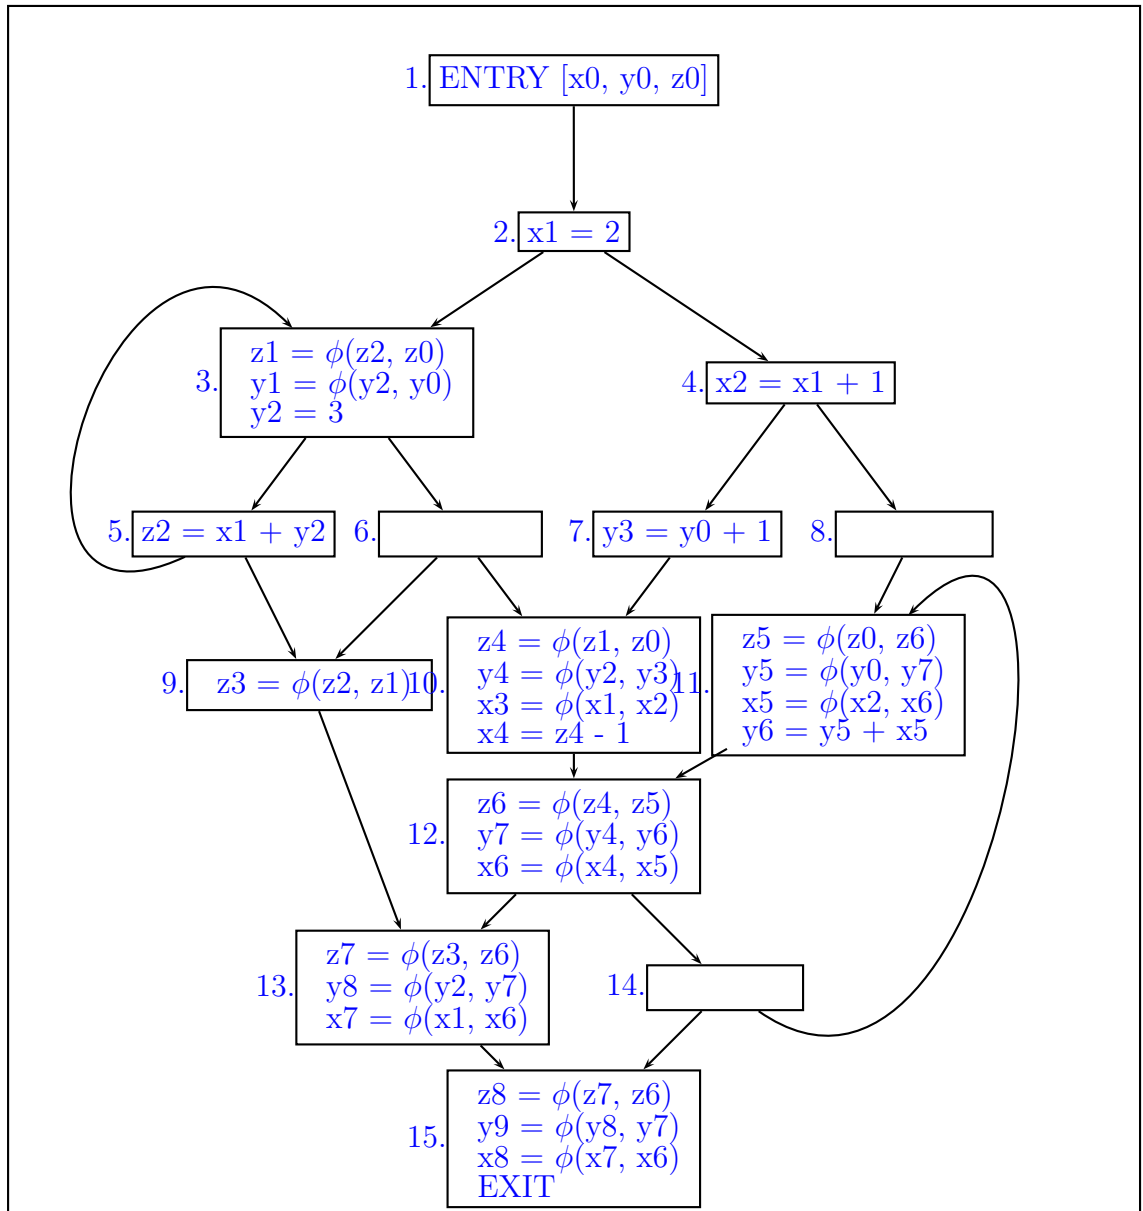 1. ENTRY [x0, y0, z0]
2. x1 = 2
3.
z1 = ϕ(z2, z0)
y1 = ϕ(y2, y0)
y2 = 3
4. x2 = x1 + 1
5. z2 = x1 + y2
6.
7. y3 = y0 + 1
8.
9. z3 = ϕ(z2, z1)
10.
z4 = ϕ(z1, z0)
y4 = ϕ(y2, y3)
x3 = ϕ(x1, x2)
x4 = z4 - 1
11.
z5 = ϕ(z0, z6)
y5 = ϕ(y0, y7)
x5 = ϕ(x2, x6)
y6 = y5 + x5
12.
z6 = ϕ(z4, z5)
y7 = ϕ(y4, y6)
x6 = ϕ(x4, x5)
13.
z7 = ϕ(z3, z6)
y8 = ϕ(y2, y7)
x7 = ϕ(x1, x6)
14.
15.
z8 = ϕ(z7, z6)
y9 = ϕ(y8, y7)
x8 = ϕ(x7, x6)
EXIT